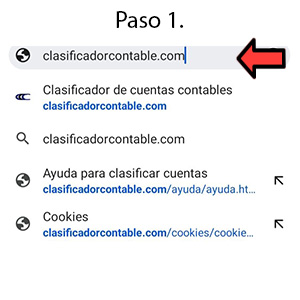 Paso 1.
clasificadorcontable.com
Clasificador de cuentas contables
clasificadorcontable.com
clasificadorcontable.com
Ayuda para clasificar cuentas
clasificadorcontable.com/ayuda/ayuda.ht...
Cookies
clasificadorcontable.com/cookies/cookie...